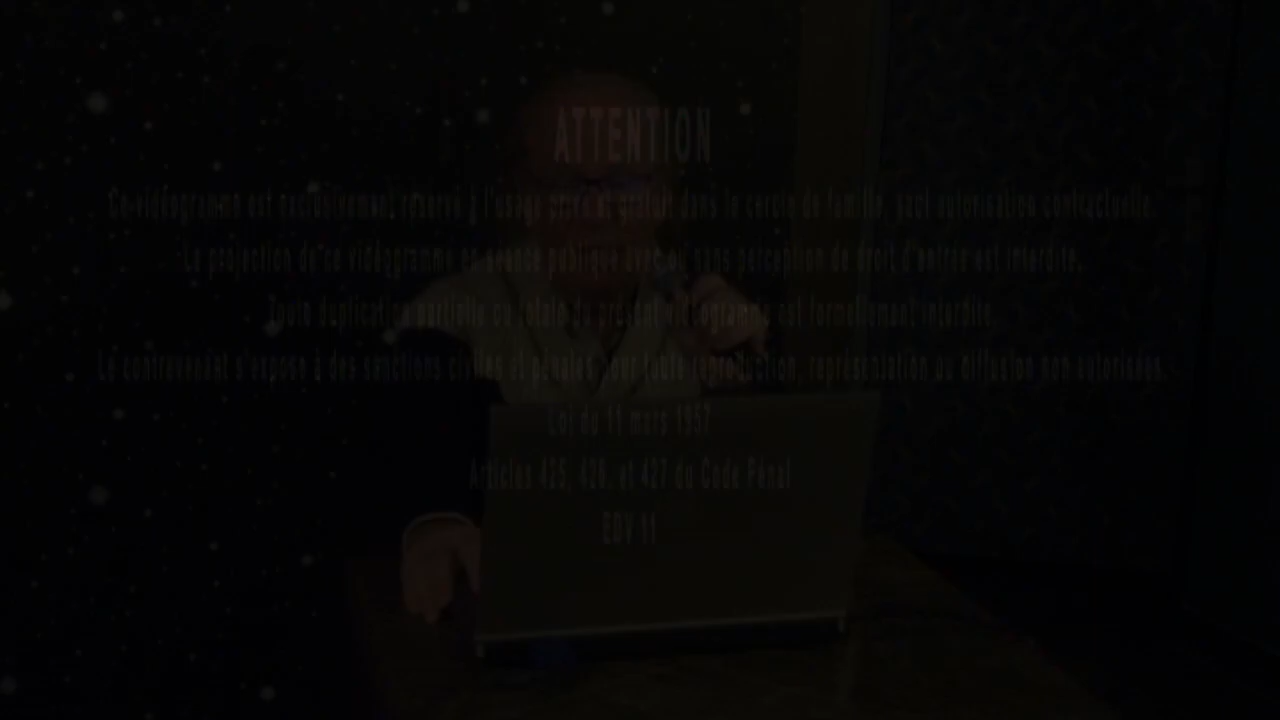 ATTENTION
Ce vidéogramme est exclusivement réservé à l'usage privé et gratuit dans le cercle de famille, sauf autorisation contractuelle.
La projection de ce vidéogramme en séance publique avec ou sans perception de droit d'entrée est interdite.
Toute duplication partielle ou totale du présent vidéogramme est formellement interdite.
Le contrevenant s'expose à des sanctions civiles et pénales pour toute reproduction, représentation ou diffusion non autorisées.
Loi du 11 mars 1957
Articles 425, 426, et 427 du Code Pénal
EDV 11